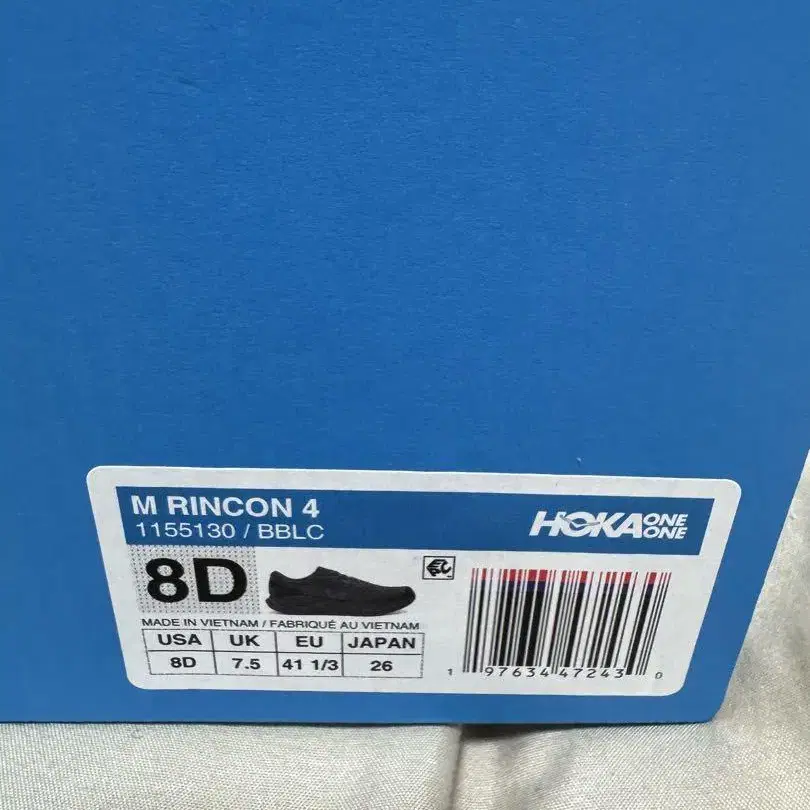 M RINCON 4
1155130 / BBLC
HOKA ONE ONE
8D
MADE IN VIETNAM / FABRIQUÉ AU VIETNAM
USA UK EU JAPAN
8D 7.5 41 1/3 26
1 97634 47243 0